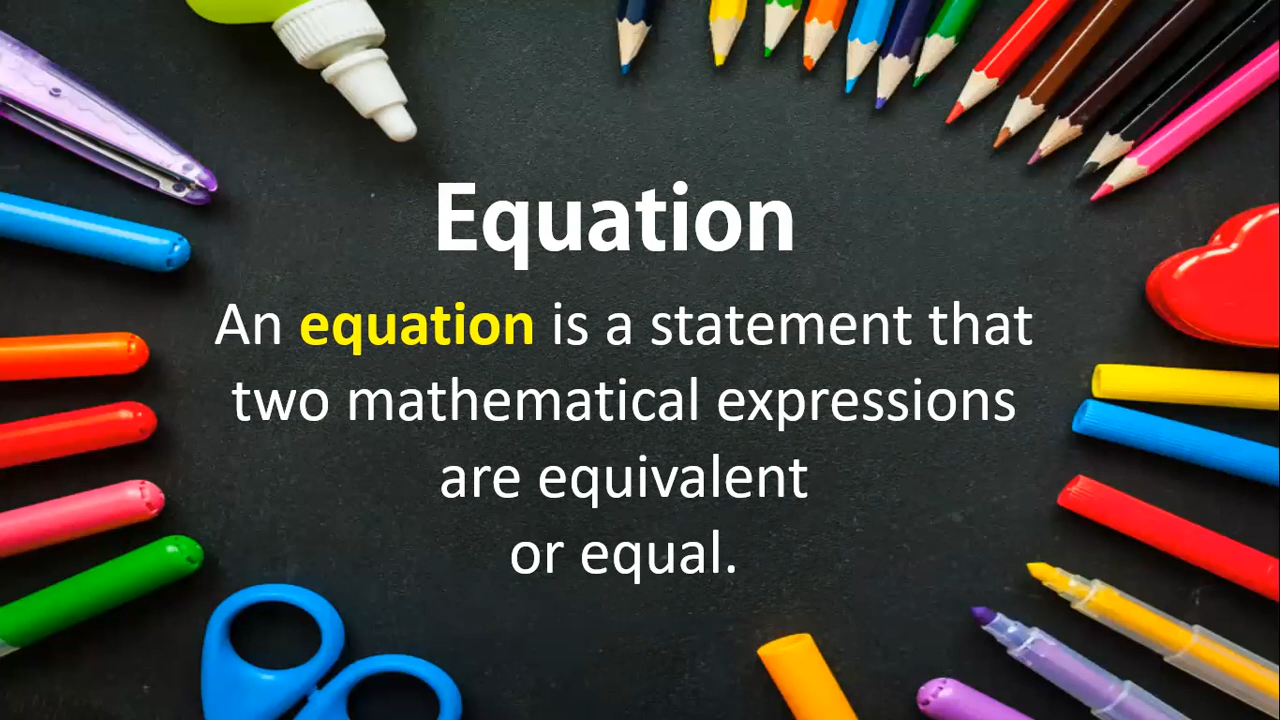 Equation
An equation is a statement that
two mathematical expressions
are equivalent
or equal.